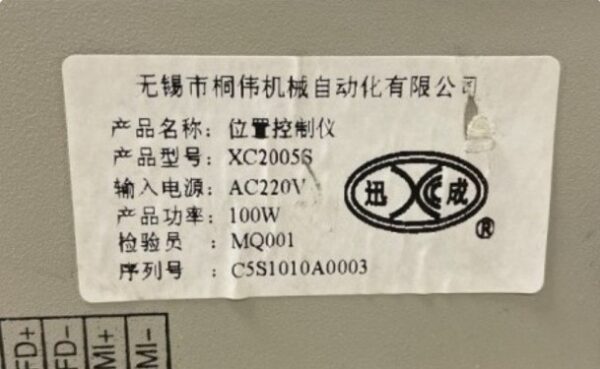 无锡市桐伟机械自动化有限公司
产品名称：位置控制仪
产品型号：XC2005S
输入电源：AC220V
产品功率：100W
检验员：MQ001
序列号：C5S1010A0003
迅 XC 成
®
FD+
FD-
MI+
MI-